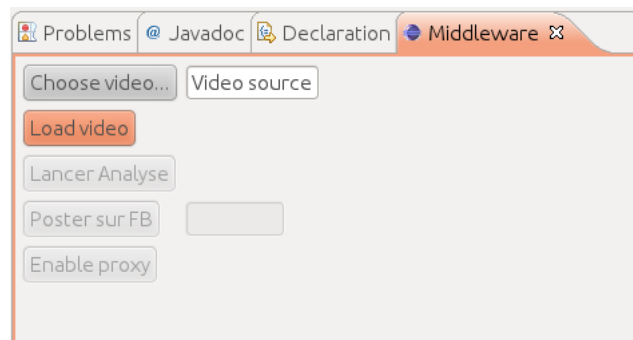 Problems @ Javadoc Declaration Middleware
Choose video... Video source
Load video
Lancer Analyse
Poster sur FB
Enable proxy